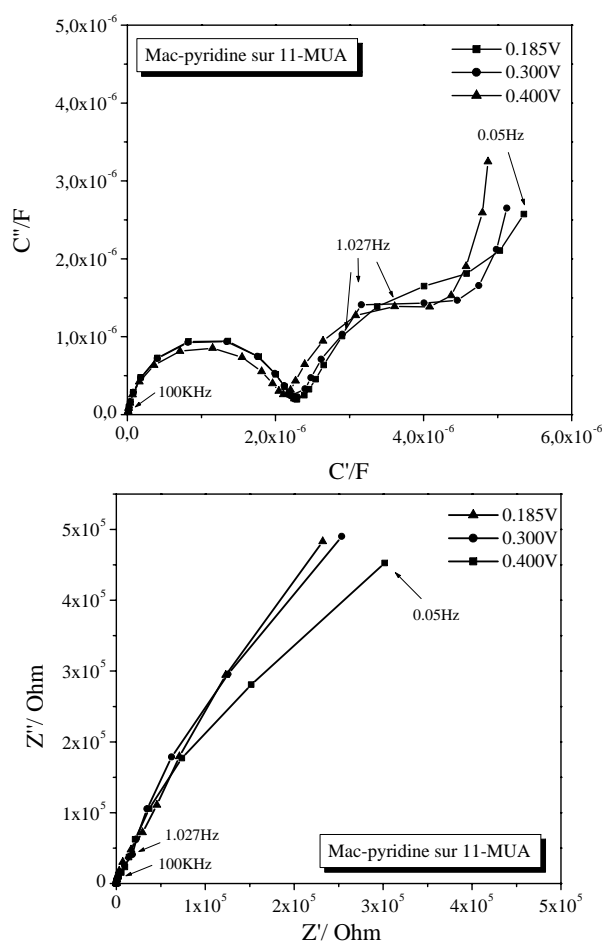 5,0x10⁻⁶
Mac-pyridine sur 11-MUA
0.185V
0.300V
0.400V
4,0x10⁻⁶
0.05Hz
3,0x10⁻⁶
C''/F
1.027Hz
2,0x10⁻⁶
1,0x10⁻⁶
100KHz
0,0
0,0
2,0x10⁻⁶
4,0x10⁻⁶
6,0x10⁻⁶
C'/F
5x10⁵
0.185V
0.300V
0.400V
4x10⁵
0.05Hz
3x10⁵
Z''/ Ohm
2x10⁵
1x10⁵
1.027Hz
Mac-pyridine sur 11-MUA
100KHz
0
0
1x10⁵
2x10⁵
3x10⁵
4x10⁵
5x10⁵
Z'/ Ohm